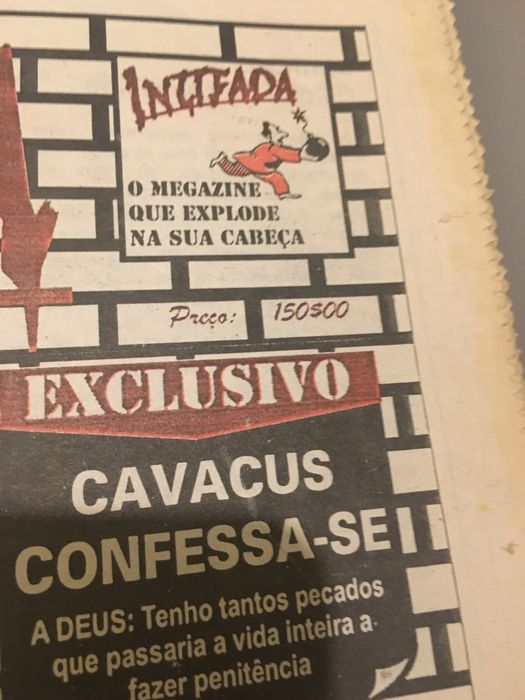 INTIFADA
O MEGAZINE
QUE EXPLODE
NA SUA CABEÇA
Preço: 150$00
EXCLUSIVO
CAVACUS
CONFESSA-SE
A DEUS: Tenho tantos pecados
que passaria a vida inteira a
fazer penitência